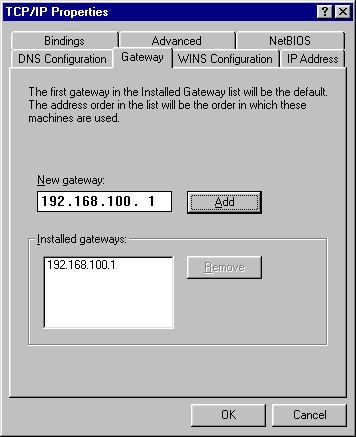 TCP/IP Properties
Bindings Advanced NetBIOS
DNS Configuration Gateway WINS Configuration IP Address
The first gateway in the Installed Gateway list will be the default.
The address order in the list will be the order in which these
machines are used.
New gateway:
192.168.100. 1 Add
Installed gateways:
192.168.100.1 Remove
OK Cancel